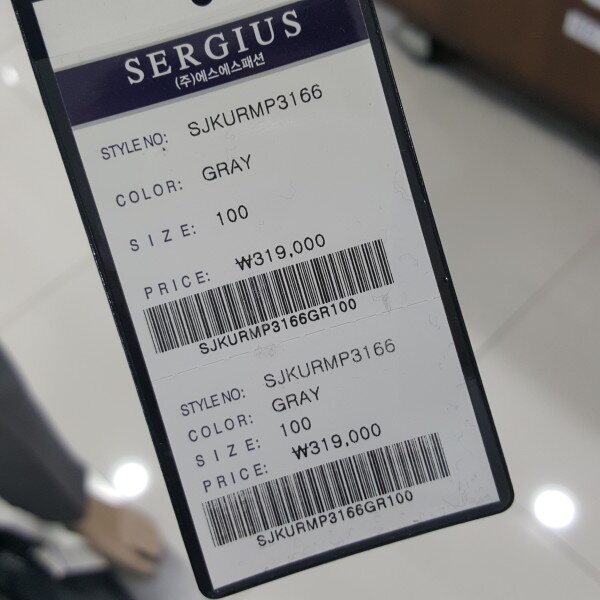 SERGIUS
(주)에스에스패션
STYLE NO: SJKURMP3166
COLOR: GRAY
SIZE: 100
PRICE: ₩319,000
SJKURMP3166GR100
STYLE NO: SJKURMP3166
COLOR: GRAY
SIZE: 100
PRICE: ₩319,000
SJKURMP3166GR100